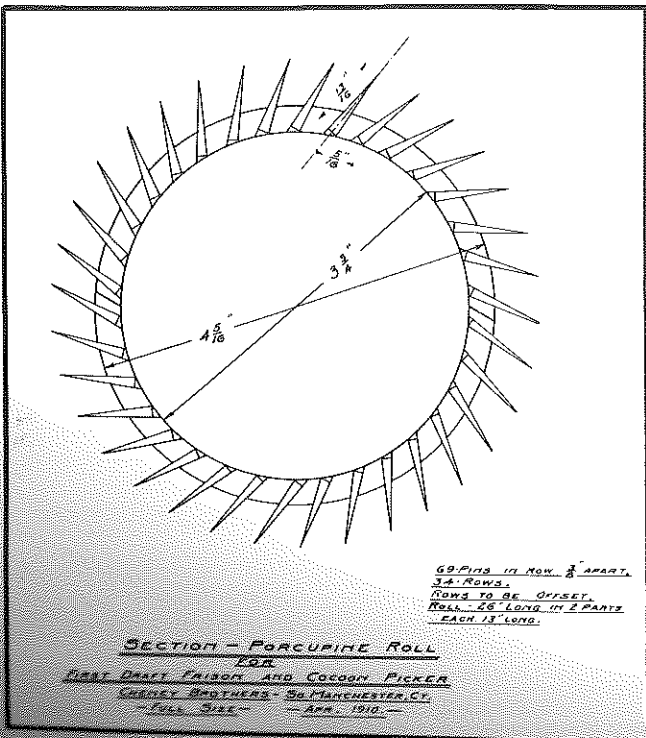 13/16"
5/16"
3 3/4"
4 5/16"
69-PINS IN ROW 3/8" APART.
34-ROWS.
ROWS TO BE OFFSET.
ROLL - 26" LONG IN 2 PARTS
EACH 13" LONG.
SECTION - PORCUPINE ROLL
FOR
FIRST DRAFT FRISON AND COCOON PICKER
CHENEY BROTHERS - SO MANCHESTER, CT.
FULL SIZE - APR. 1910. -